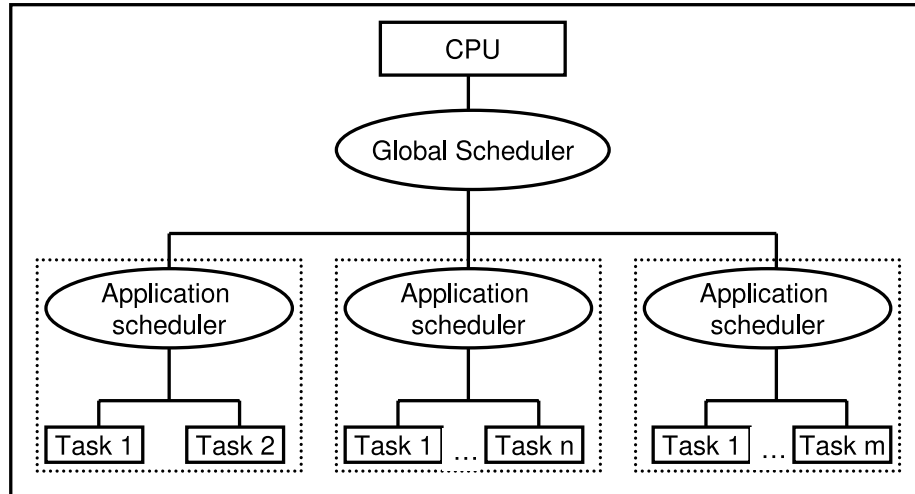 CPU
Global Scheduler
Application
scheduler
Application
scheduler
Application
scheduler
Task 1
Task 2
Task 1
...
Task n
Task 1
...
Task m